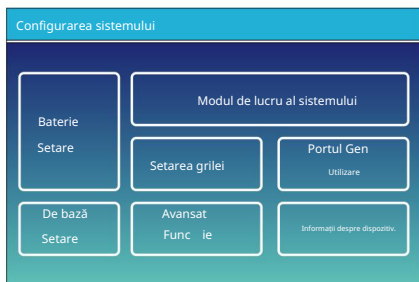 Configurarea sistemului
Modul de lucru al sistemului
Baterie
Setare
Setarea grilei
Portul Gen
Utilizare
De bază
Setare
Avansat
Func ie
Informații despre dispozitiv.